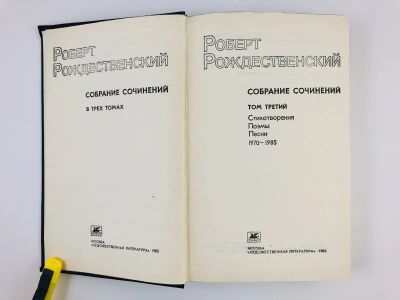 Роберт
Рождественский
СОБРАНИЕ СОЧИНЕНИЙ
В ТРЕХ ТОМАХ
МОСКВА
«ХУДОЖЕСТВЕННАЯ ЛИТЕРАТУРА» 1985
Роберт
Рождественский
СОБРАНИЕ СОЧИНЕНИЙ
ТОМ ТРЕТИЙ
Стихотворения
Поэмы
Песни
1970—1985
МОСКВА
«ХУДОЖЕСТВЕННАЯ ЛИТЕРАТУРА» 1985